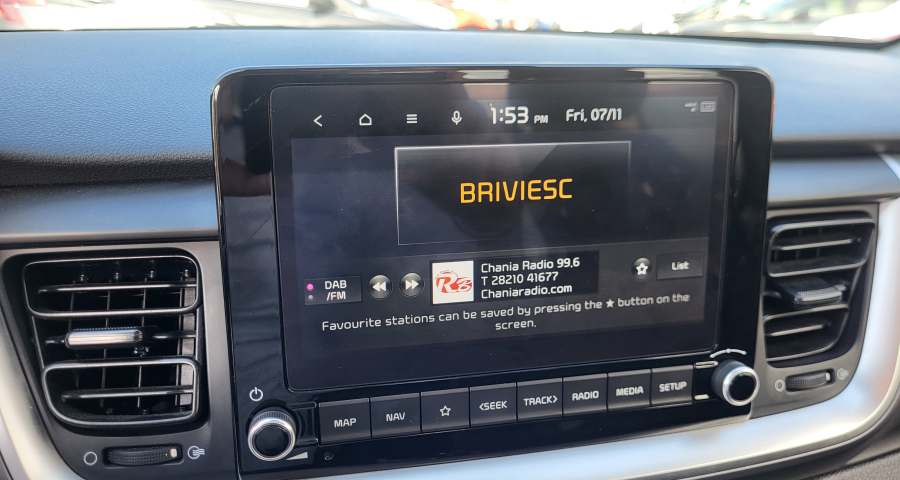 1:53 PM Fri, 07/11
BRIVIESC
DAB
/FM
RB
Chania Radio 99,6
T 28210 41677
Chaniaradio.com
List
Favourite stations can be saved by pressing the ★ button on the
screen.
MAP NAV <SEEK TRACK> RADIO MEDIA SETUP